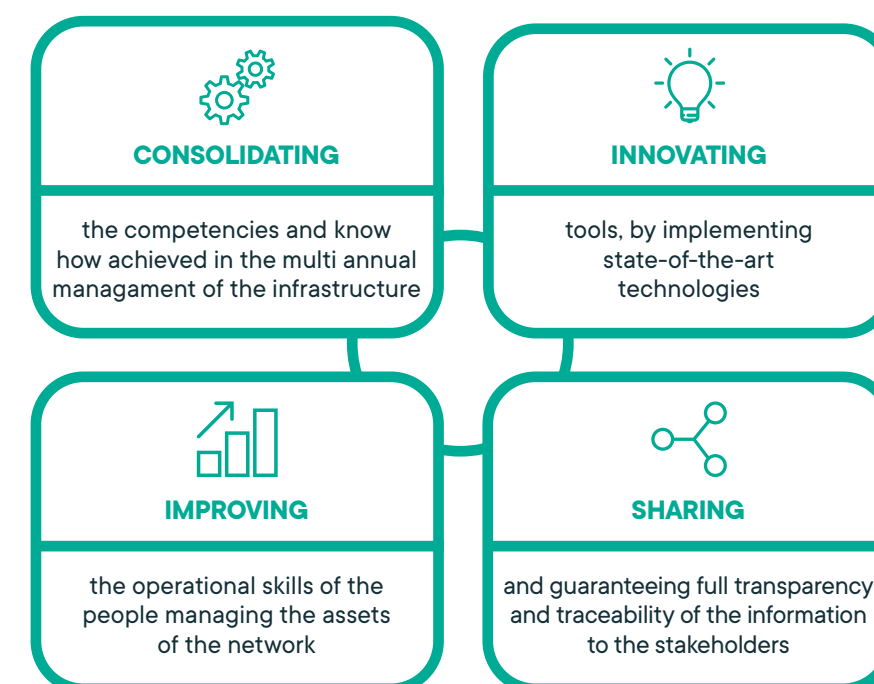 CONSOLIDATING
the competencies and know
how achieved in the multi annual
managament of the infrastructure
INNOVATING
tools, by implementing
state-of-the-art
technologies
IMPROVING
the operational skills of the
people managing the assets
of the network
SHARING
and guaranteeing full transparency
and traceability of the information
to the stakeholders